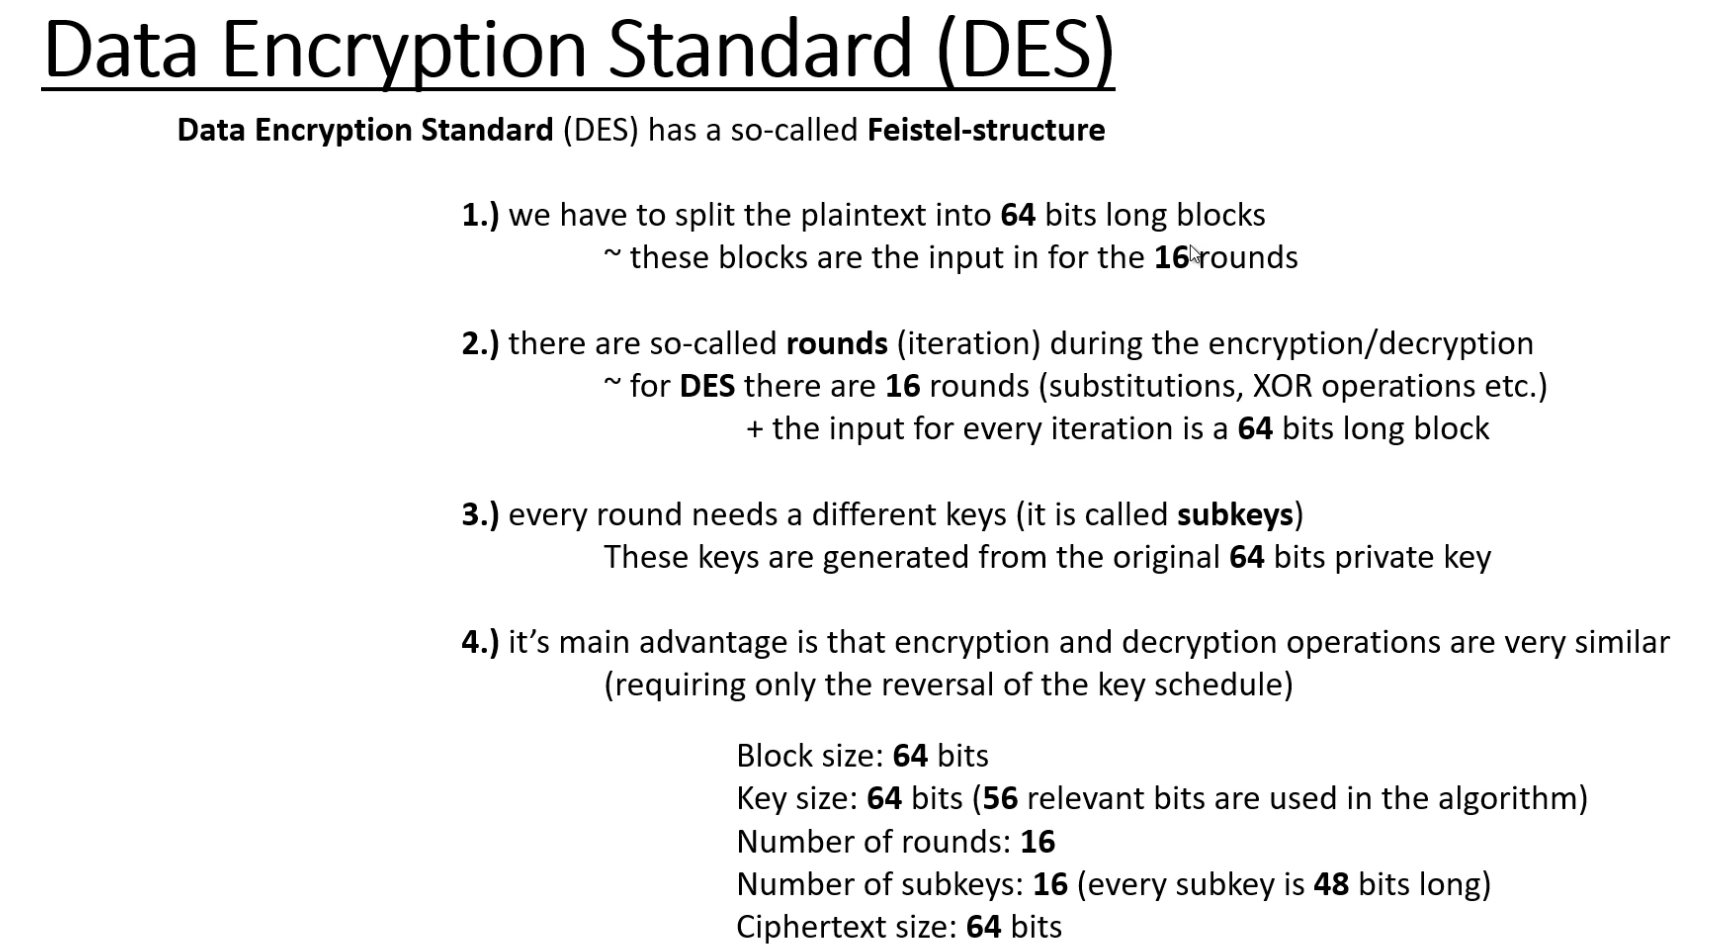 Data Encryption Standard (DES)
Data Encryption Standard (DES) has a so-called Feistel-structure
1.) we have to split the plaintext into 64 bits long blocks
~ these blocks are the input in for the 16 rounds
2.) there are so-called rounds (iteration) during the encryption/decryption
~ for DES there are 16 rounds (substitutions, XOR operations etc.)
+ the input for every iteration is a 64 bits long block
3.) every round needs a different keys (it is called subkeys)
These keys are generated from the original 64 bits private key
4.) it’s main advantage is that encryption and decryption operations are very similar
(requiring only the reversal of the key schedule)
Block size: 64 bits
Key size: 64 bits (56 relevant bits are used in the algorithm)
Number of rounds: 16
Number of subkeys: 16 (every subkey is 48 bits long)
Ciphertext size: 64 bits